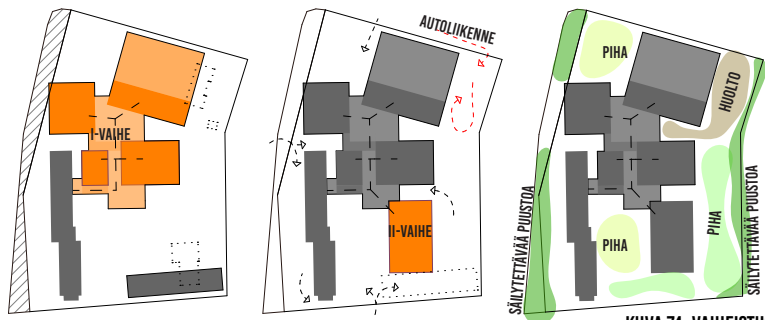 I-VAIHE
AUTOLIIKENNE
II-VAIHE
PIHA
HUOLTO
PIHA
PIHA
SÄILYTETTÄVÄÄ PUUSTOA
SÄILYTETTÄVÄÄ PUUSTOA